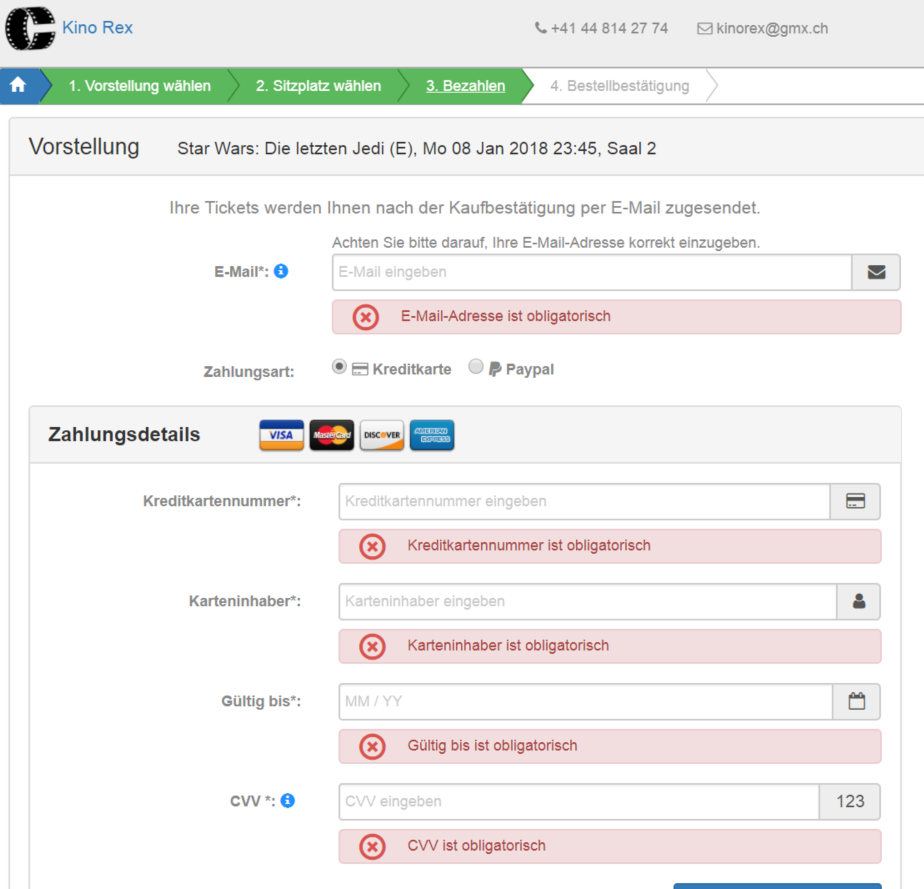 Kino Rex +41 44 814 27 74 kinorex@gmx.ch
1. Vorstellung wählen 2. Sitzplatz wählen 3. Bezahlen 4. Bestellbestätigung
Vorstellung Star Wars: Die letzten Jedi (E), Mo 08 Jan 2018 23:45, Saal 2
Ihre Tickets werden Ihnen nach der Kaufbestätigung per E-Mail zugesendet.
Achten Sie bitte darauf, Ihre E-Mail-Adresse korrekt einzugeben.
E-Mail*: E-Mail eingeben
E-Mail-Adresse ist obligatorisch
Zahlungsart: Kreditkarte Paypal
Zahlungsdetails VISA MasterCard DISCOVER AMERICAN EXPRESS
Kreditkartennummer*: Kreditkartennummer eingeben
Kreditkartennummer ist obligatorisch
Karteninhaber*: Karteninhaber eingeben
Karteninhaber ist obligatorisch
Gültig bis*: MM / YY
Gültig bis ist obligatorisch
CVV *: CVV eingeben 123
CVV ist obligatorisch